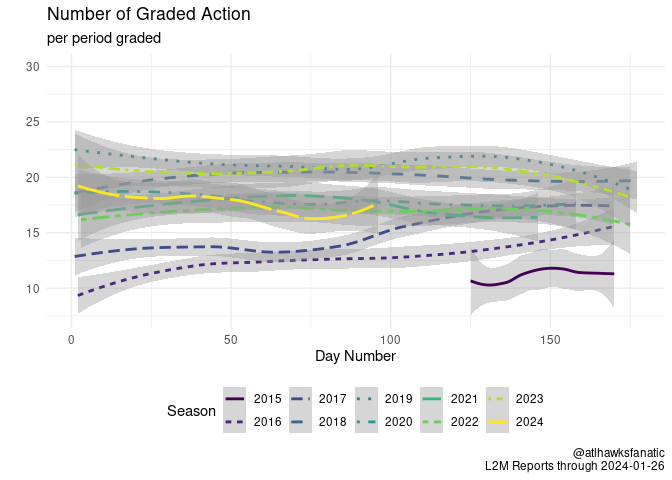 Number of Graded Action
per period graded
30
25
20
15
10
0 50 100 150
Day Number
Season
2015 2017 2019 2021 2023
2016 2018 2020 2022 2024
@atlhawksfanatic
L2M Reports through 2024-01-26